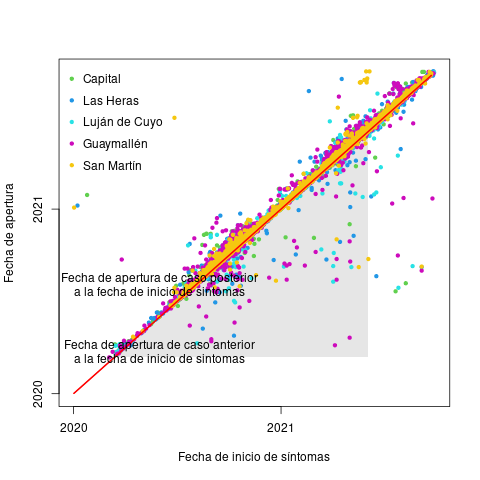 Capital
Las Heras
Luján de Cuyo
Guaymallén
San Martín
Fecha de apertura de caso posterior
a la fecha de inicio de síntomas
Fecha de apertura de caso anterior
a la fecha de inicio de síntomas
Fecha de apertura
2020
2021
2020
2021
Fecha de inicio de síntomas